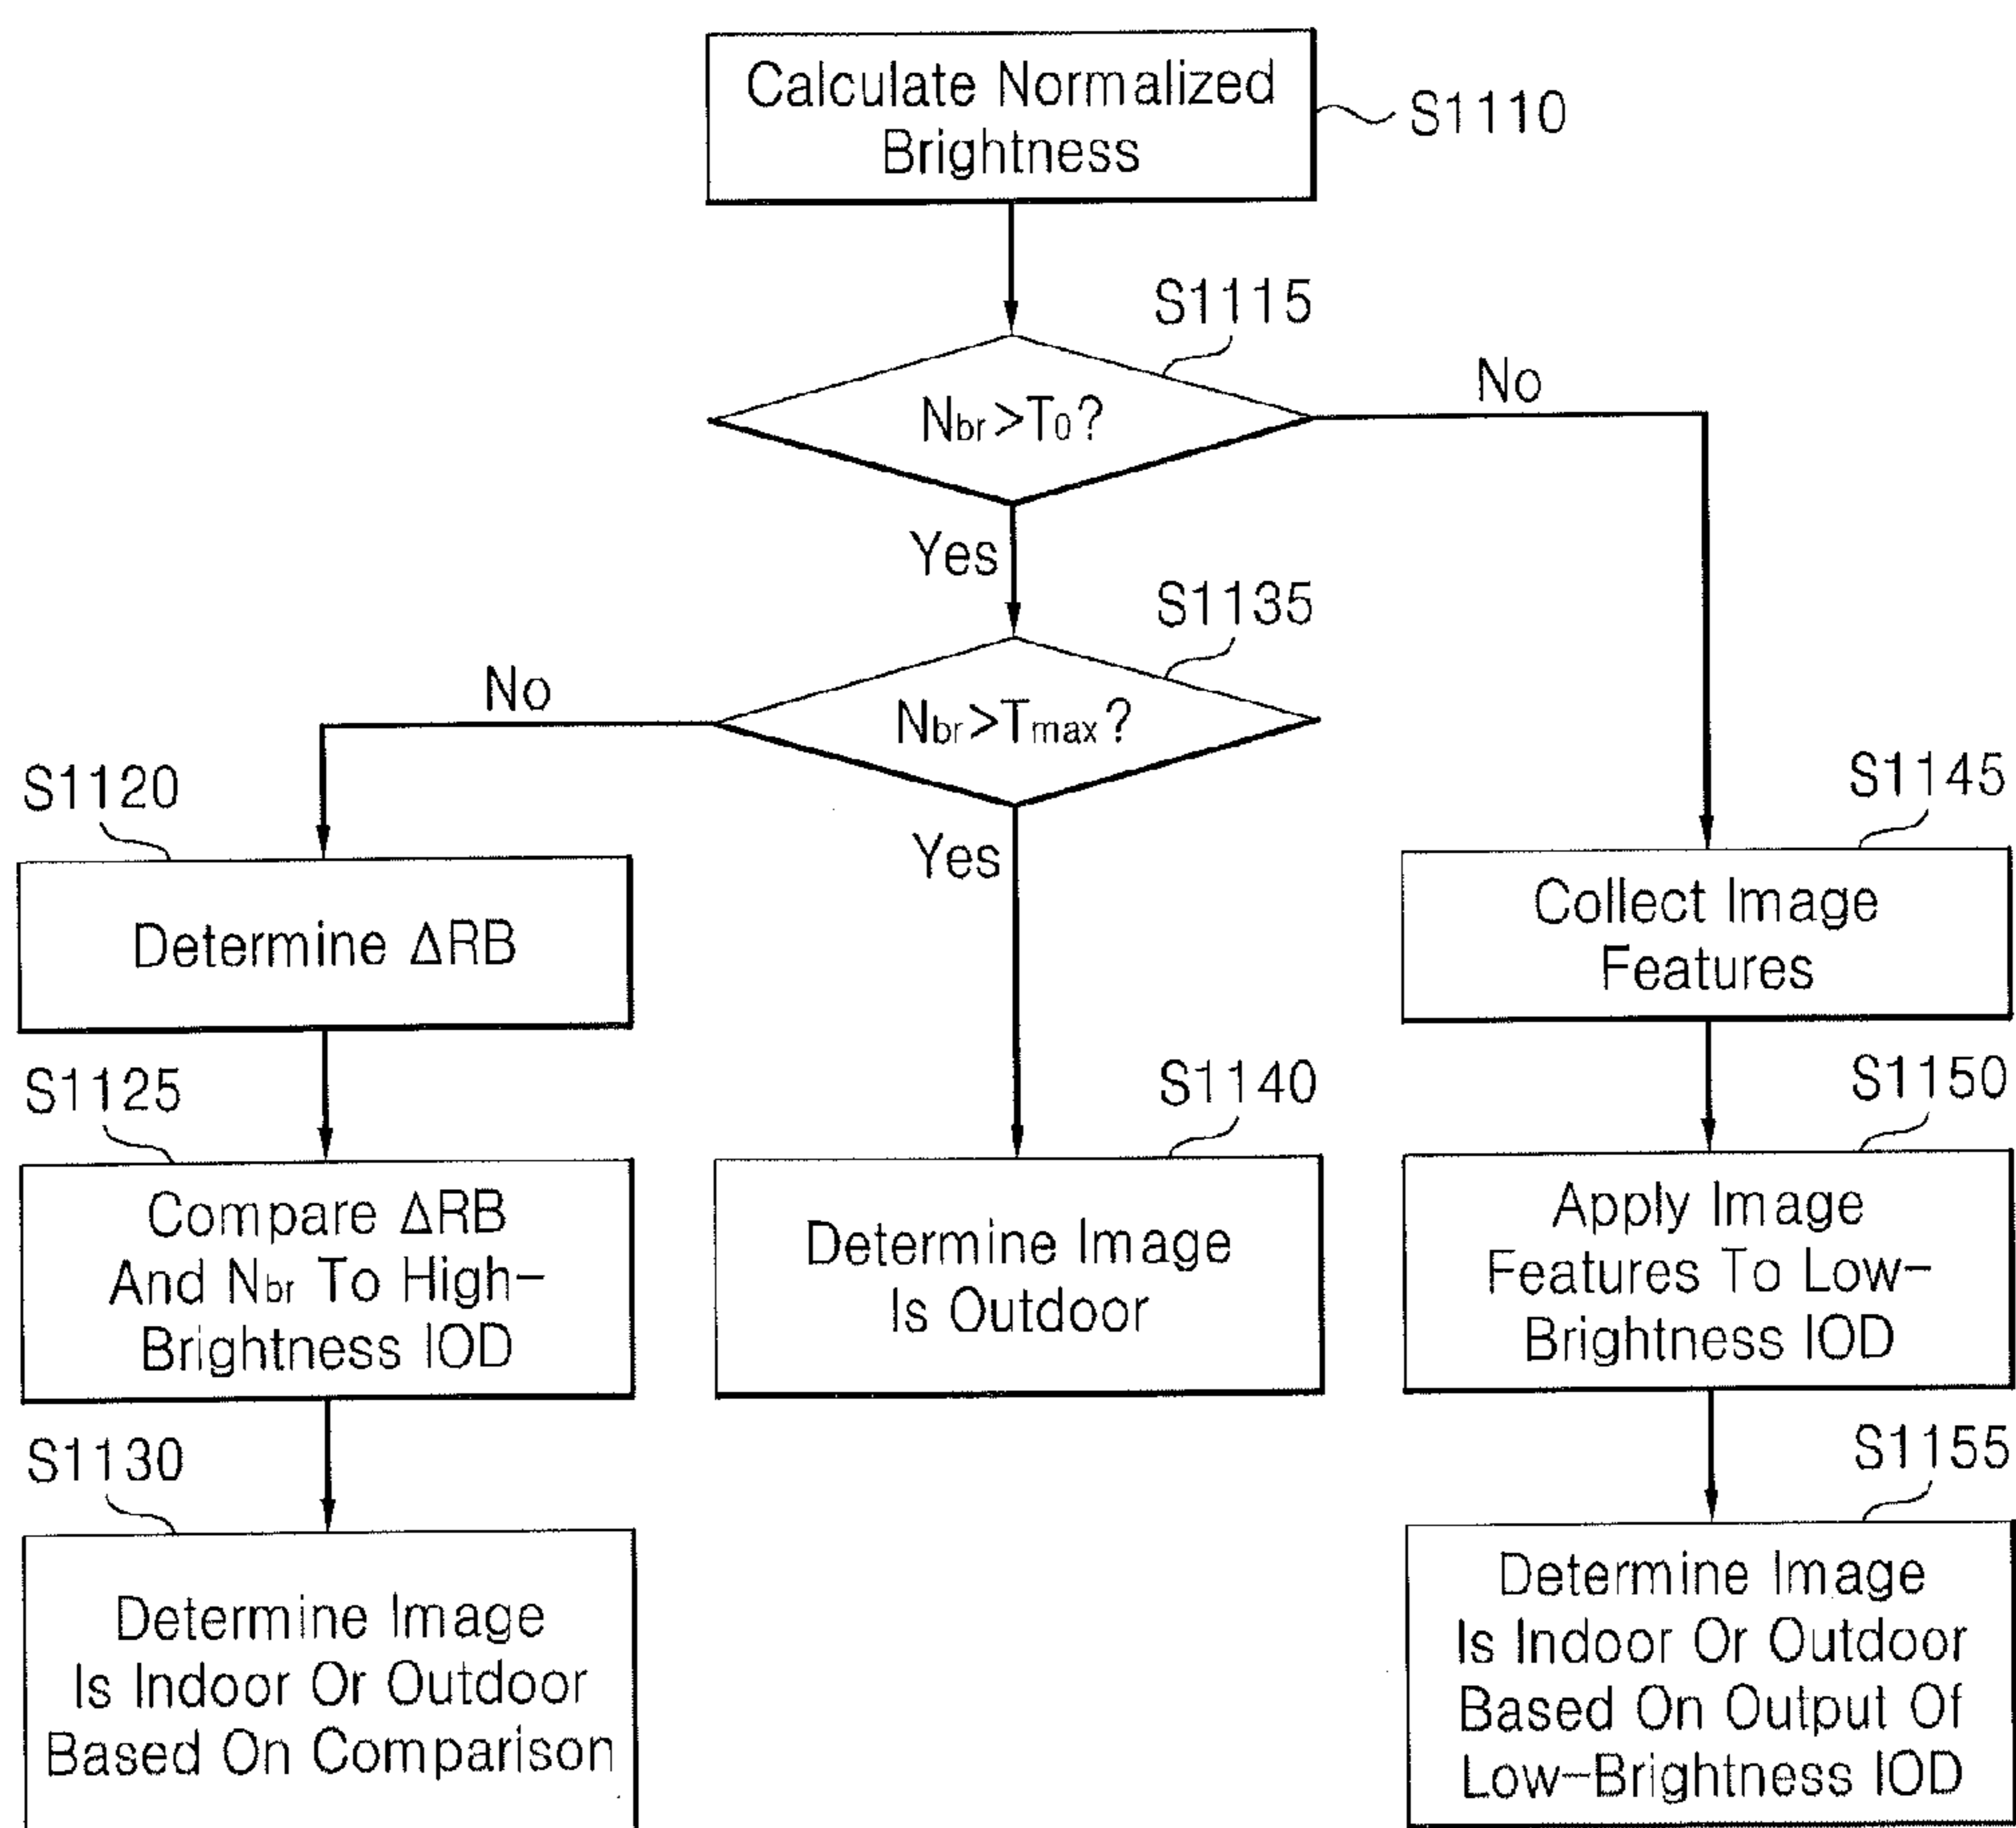 Calculate Normalized
Brightness
S1110
S1115
Nbr>T0?
No
Yes
S1135
Nbr>Tmax?
No
Yes
S1120
Determine ΔRB
S1125
Compare ΔRB
And Nbr To High-
Brightness IOD
S1130
Determine Image
Is Indoor Or Outdoor
Based On Comparison
S1140
Determine Image
Is Outdoor
S1145
Collect Image
Features
S1150
Apply Image
Features To Low-
Brightness IOD
S1155
Determine Image
Is Indoor Or Outdoor
Based On Output Of
Low-Brightness IOD